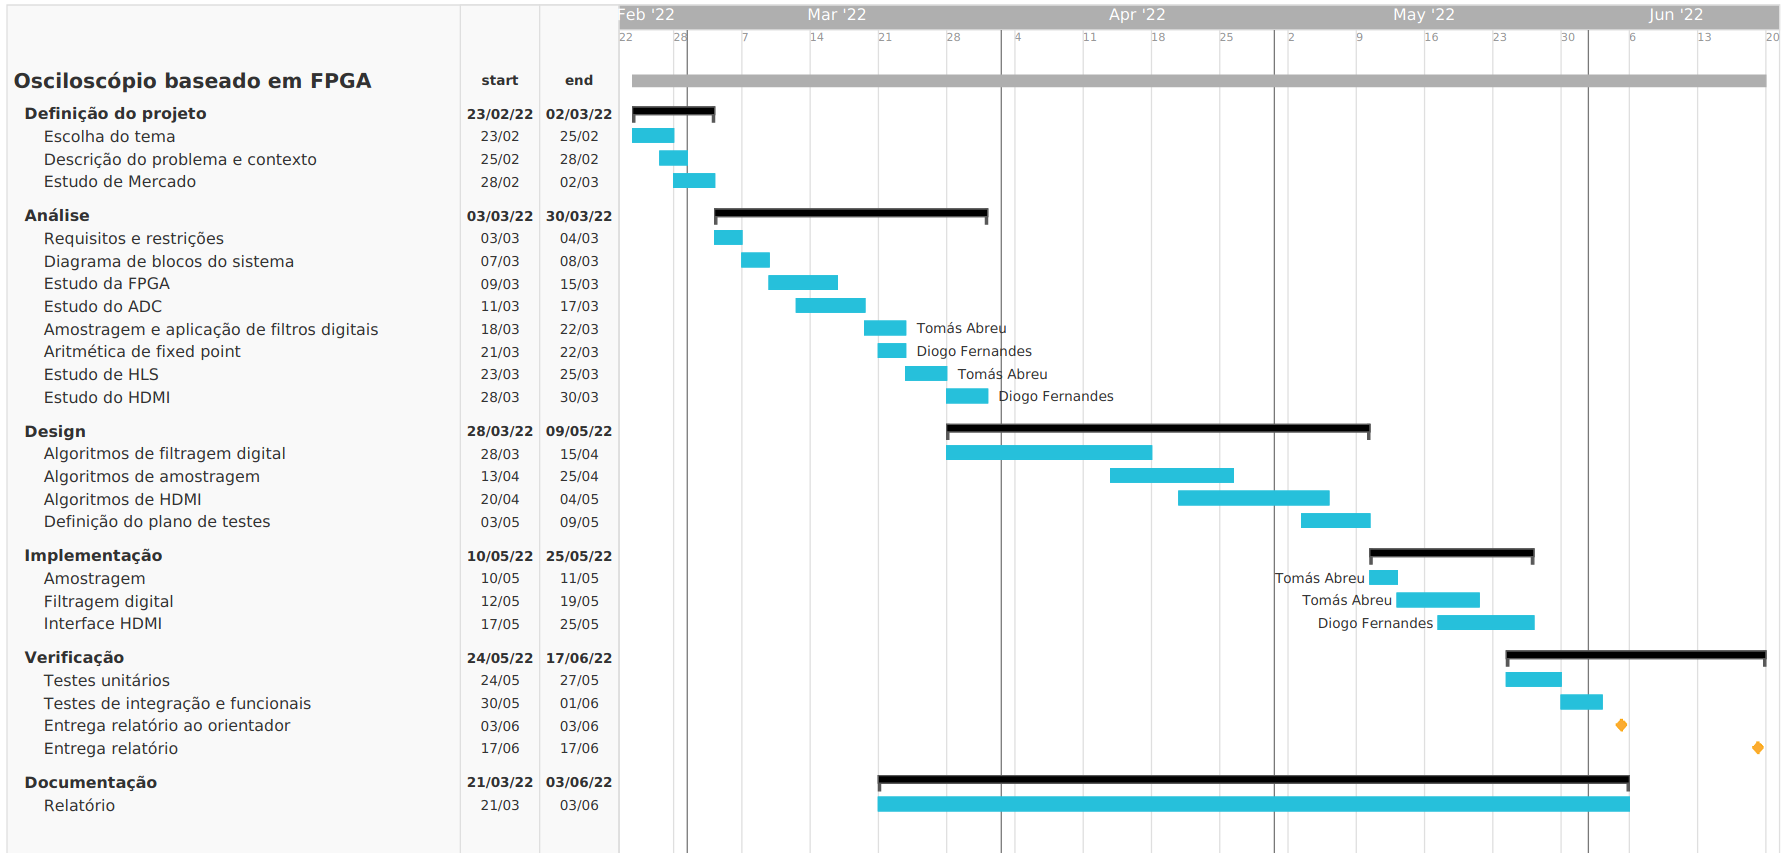 Feb '22 Mar '22 Apr '22 May '22 Jun '22
22 28 7 14 21 28 4 11 18 25 2 9 16 23 30 6 13 20
Osciloscópio baseado em FPGA start end
Definição do projeto 23/02/22 02/03/22
Escolha do tema 23/02 25/02
Descrição do problema e contexto 25/02 28/02
Estudo de Mercado 28/02 02/03
Análise 03/03/22 30/03/22
Requisitos e restrições 03/03 04/03
Diagrama de blocos do sistema 07/03 08/03
Estudo da FPGA 09/03 15/03
Estudo do ADC 11/03 17/03
Amostragem e aplicação de filtros digitais 18/03 22/03 Tomás Abreu
Aritmética de fixed point 21/03 22/03 Diogo Fernandes
Estudo de HLS 23/03 25/03 Tomás Abreu
Estudo do HDMI 28/03 30/03 Diogo Fernandes
Design 28/03/22 09/05/22
Algoritmos de filtragem digital 28/03 15/04
Algoritmos de amostragem 13/04 25/04
Algoritmos de HDMI 20/04 04/05
Definição do plano de testes 03/05 09/05
Implementação 10/05/22 25/05/22
Amostragem 10/05 11/05 Tomás Abreu
Filtragem digital 12/05 19/05 Tomás Abreu
Interface HDMI 17/05 25/05 Diogo Fernandes
Verificação 24/05/22 17/06/22
Testes unitários 24/05 27/05
Testes de integração e funcionais 30/05 01/06
Entrega relatório ao orientador 03/06 03/06
Entrega relatório 17/06 17/06
Documentação 21/03/22 03/06/22
Relatório 21/03 03/06